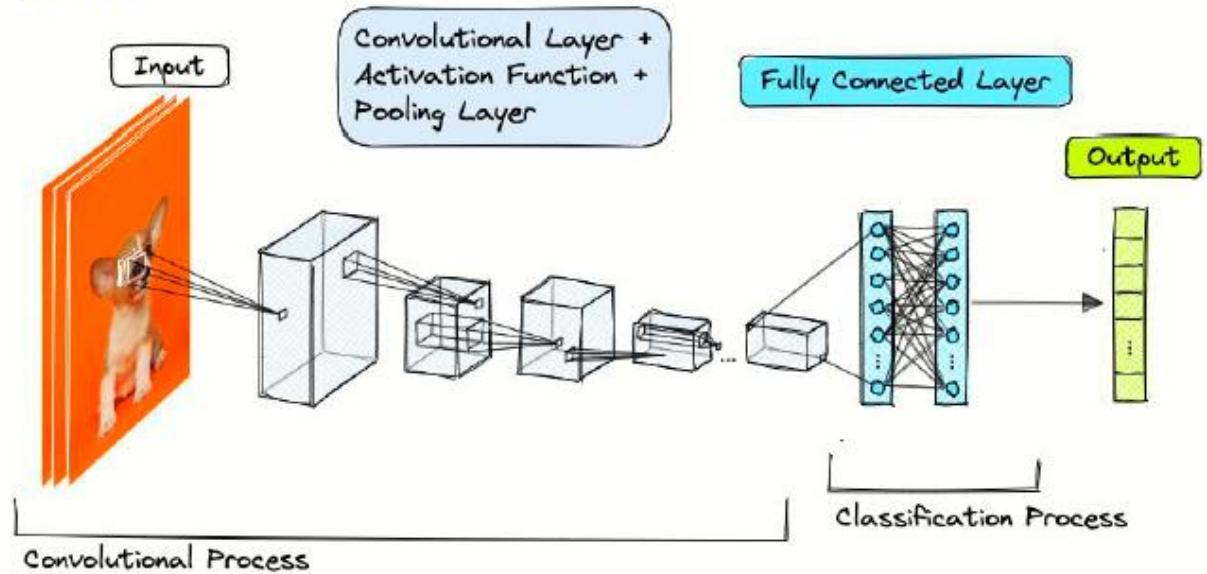 Input
Convolutional Layer +
Activation Function +
Pooling Layer
Fully Connected Layer
Output
...
...
...
...
Classification Process
Convolutional Process